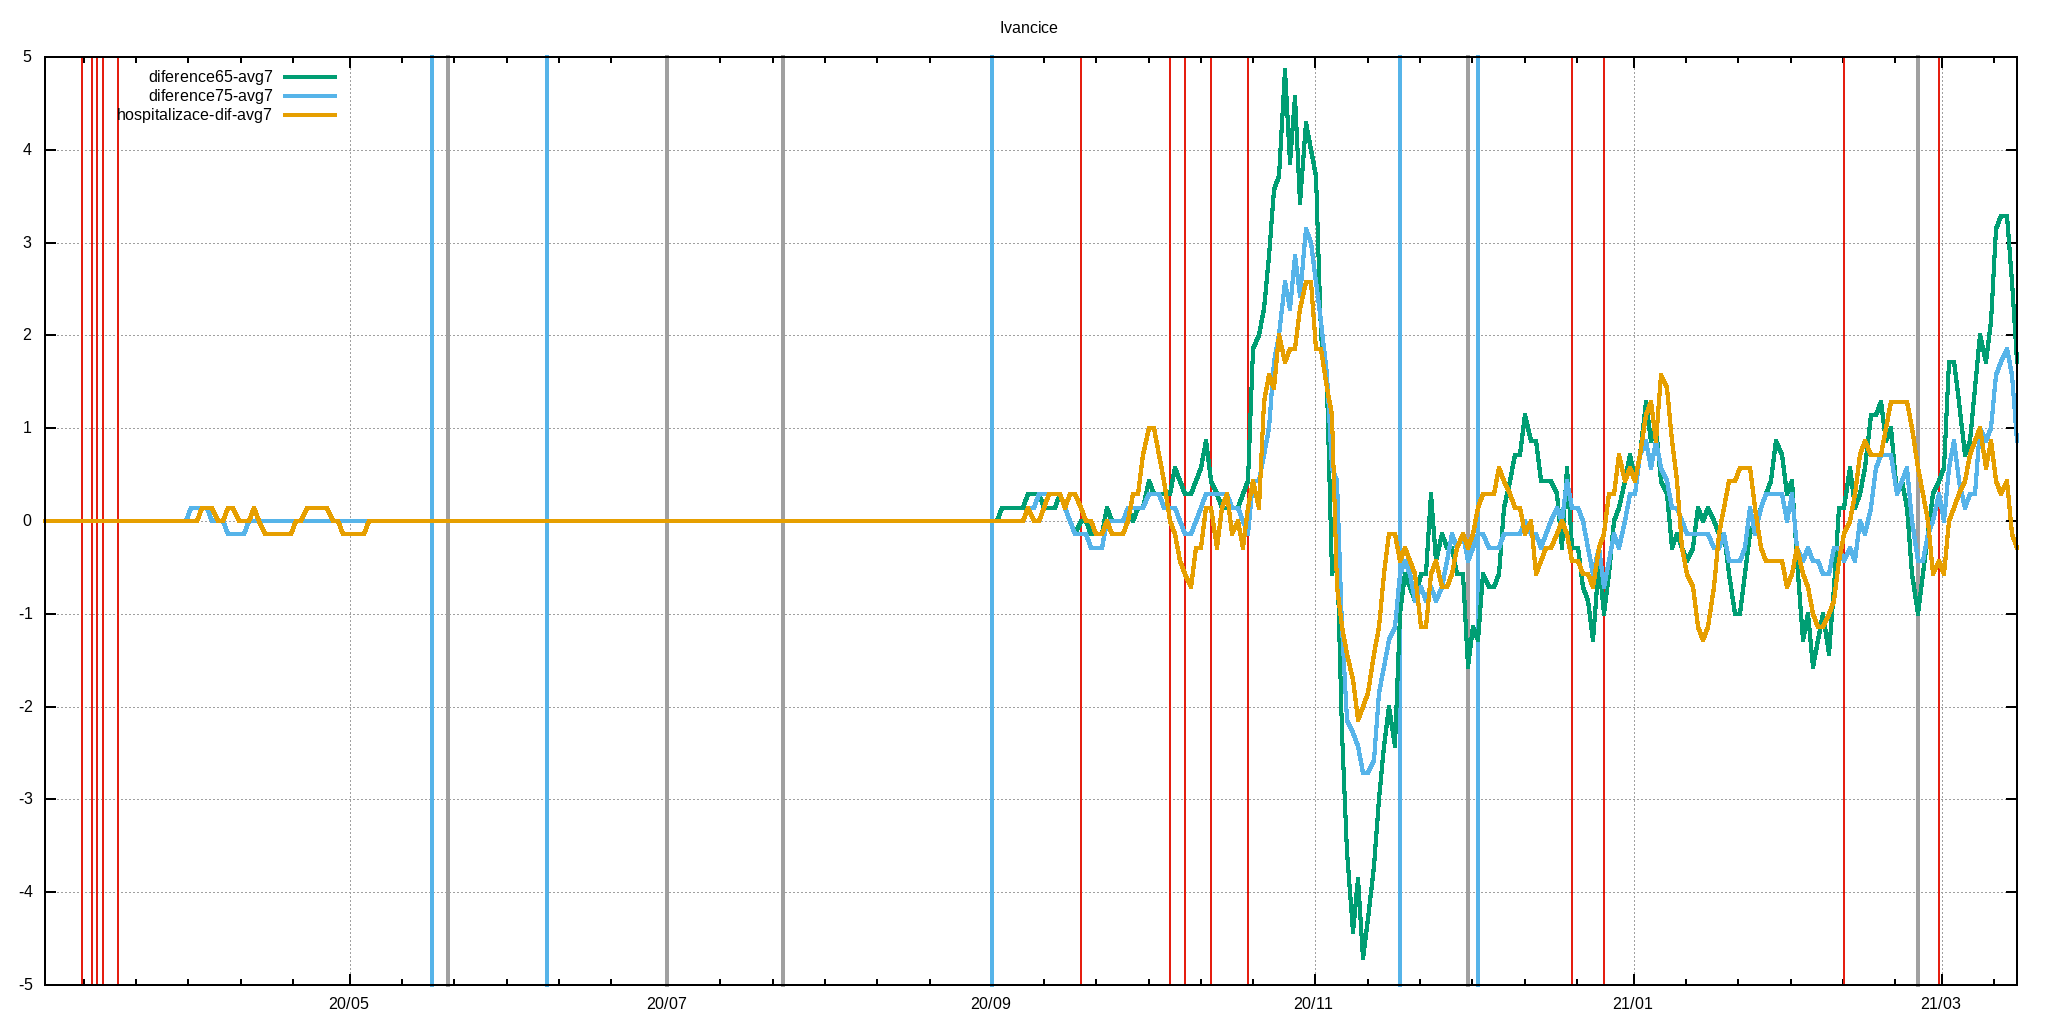 Ivancice
5
diference65-avg7
diference75-avg7
hospitalizace-dif-avg7
4
3
2
1
0
-1
-2
-3
-4
-5
20/05 20/07 20/09 20/11 21/01 21/03